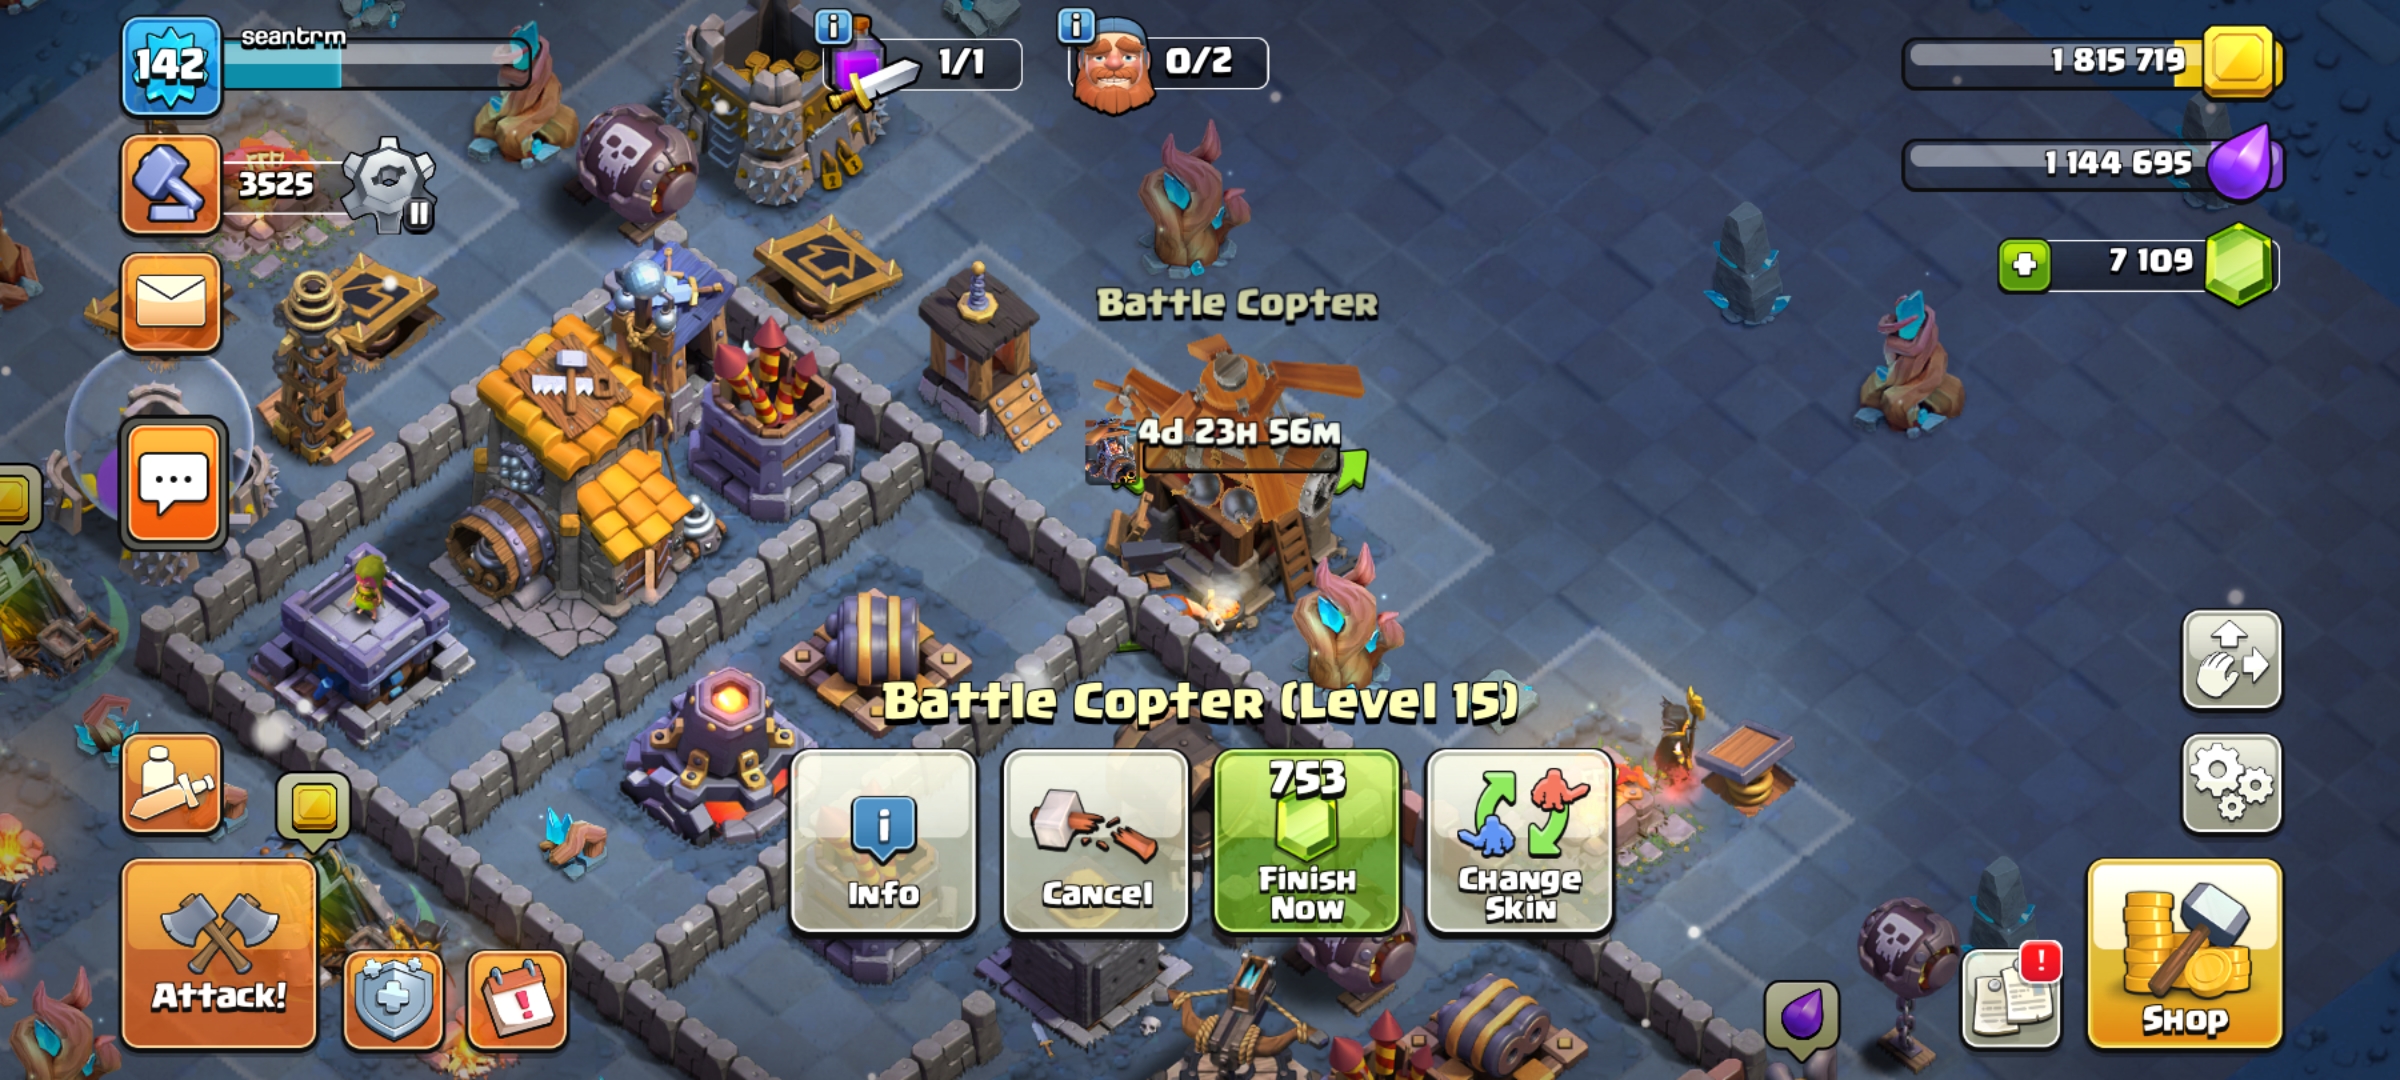 142
seantrm
1/1
0/2
1 815 719
3525
1 144 695
7 109
Battle Copter
4d 23H 56M
Battle Copter (Level 15)
Info
Cancel
753
Finish
Now
Change
Skin
Attack!
Shop